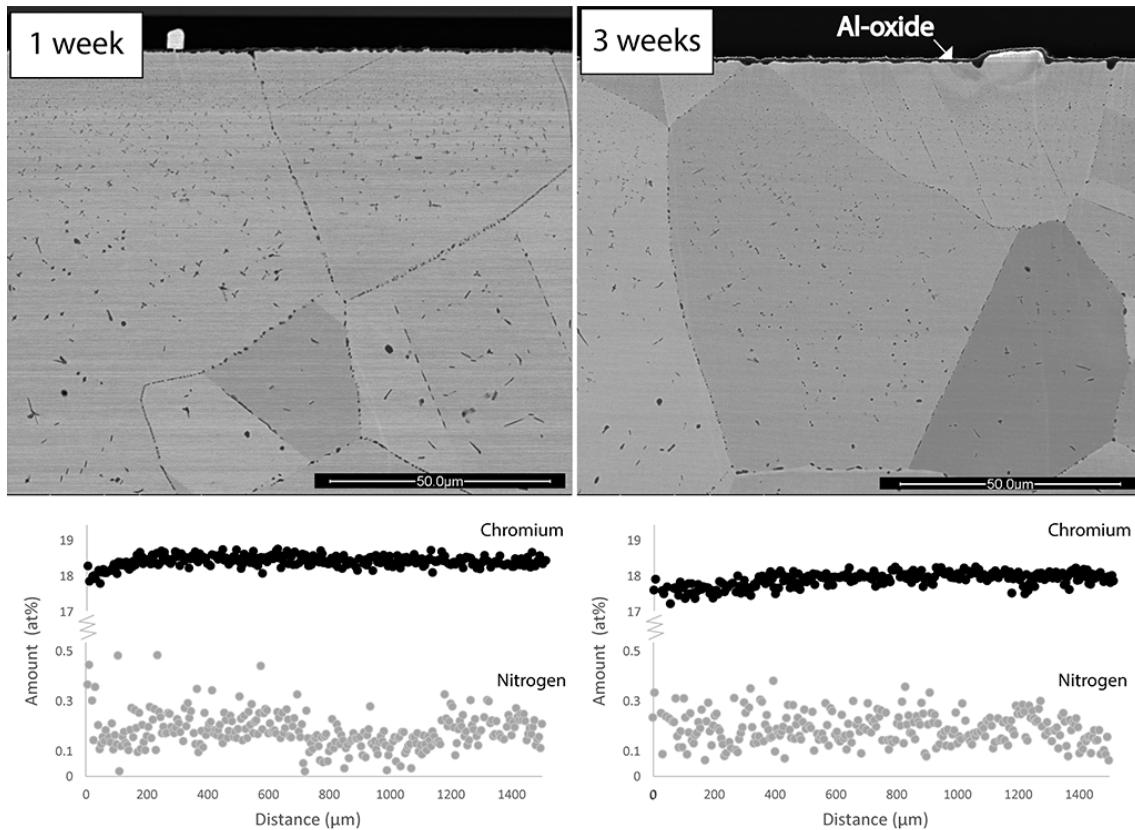 1 week
3 weeks
Al-oxide
50.0µm
50.0µm
Chromium
Nitrogen
Amount (at%)
19
18
17
0.5
0.3
0.1
0
0 200 400 600 800 1000 1200 1400
Distance (µm)
Chromium
Nitrogen
Amount (at%)
19
18
17
0.5
0.3
0.1
0
0 200 400 600 800 1000 1200 1400
Distance (µm)